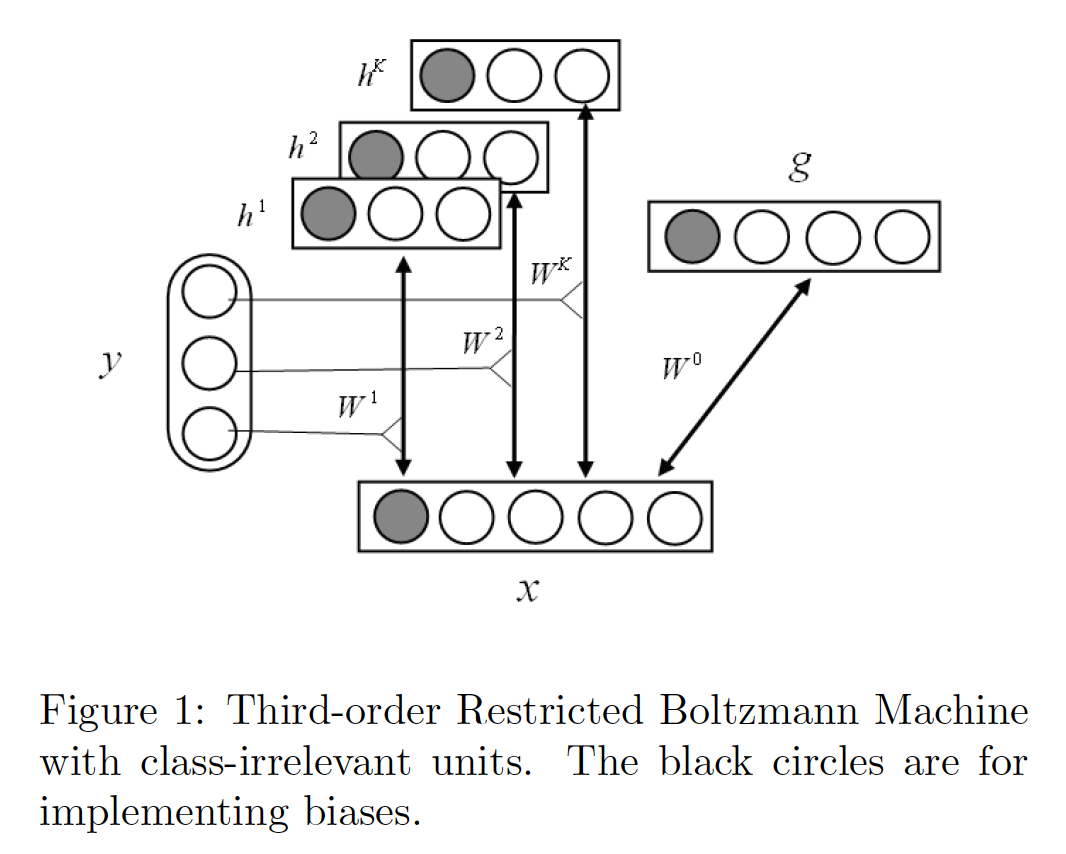 h^K
h^2
h^1
g
W^K
W^2
W^0
W^1
y
x
Figure 1: Third-order Restricted Boltzmann Machine
with class-irrelevant units. The black circles are for
implementing biases.